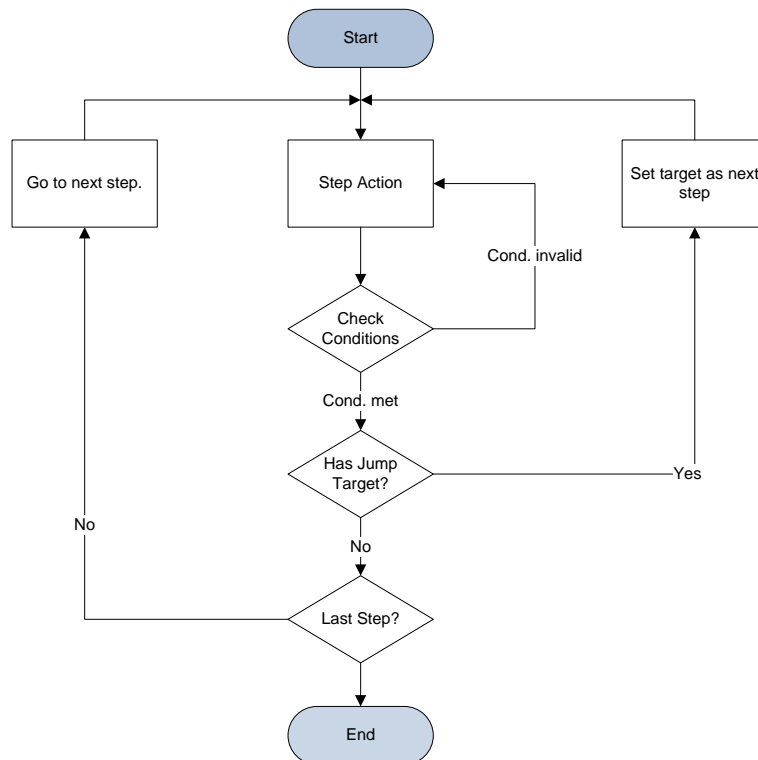 Start
Go to next step.
Step Action
Set target as next
step
Cond. invalid
Check
Conditions
Cond. met
Has Jump
Target?
Yes
No
No
Last Step?
End